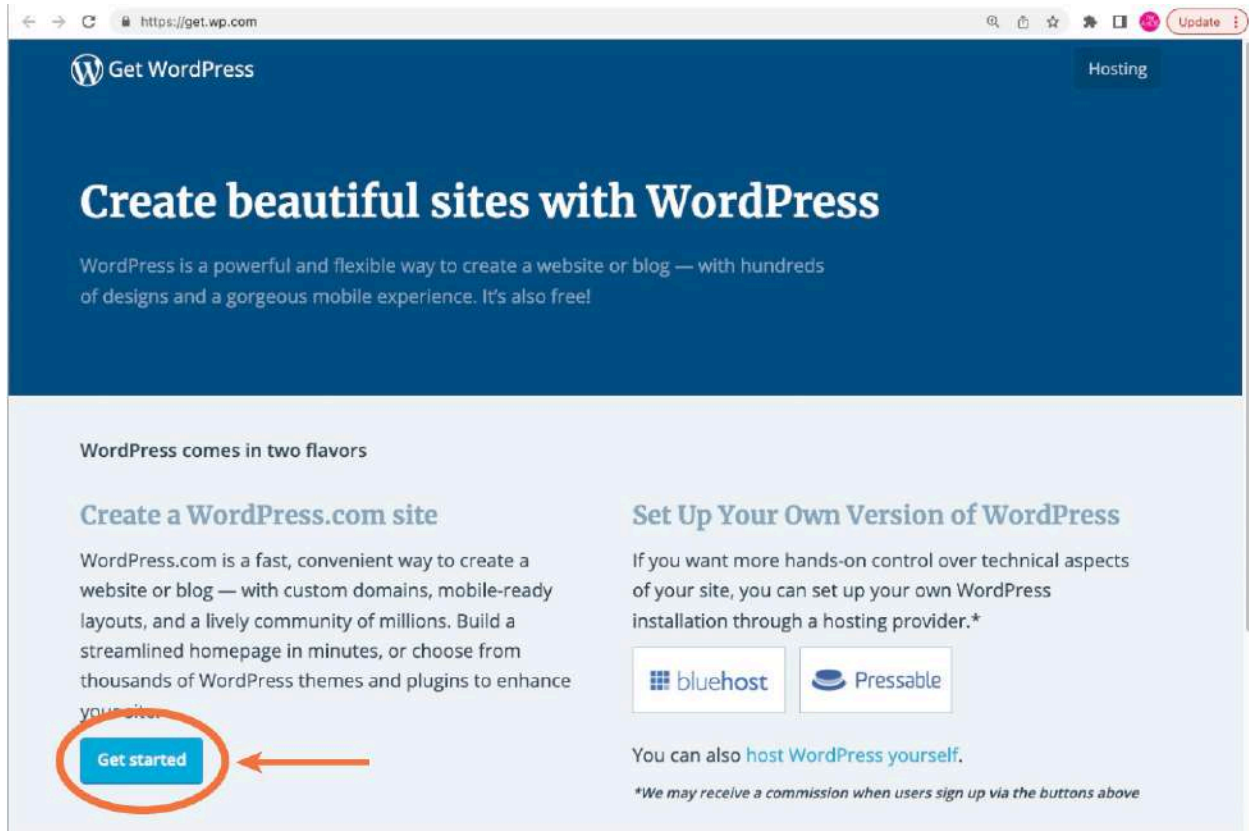 https://get.wp.com
Update
Get WordPress
Hosting
Create beautiful sites with WordPress
WordPress is a powerful and flexible way to create a website or blog — with hundreds
of designs and a gorgeous mobile experience. It's also free!
WordPress comes in two flavors
Create a WordPress.com site
WordPress.com is a fast, convenient way to create a
website or blog — with custom domains, mobile-ready
layouts, and a lively community of millions. Build a
streamlined homepage in minutes, or choose from
thousands of WordPress themes and plugins to enhance
your site.
Get started
Set Up Your Own Version of WordPress
If you want more hands-on control over technical aspects
of your site, you can set up your own WordPress
installation through a hosting provider.*
bluehost
Pressable
You can also host WordPress yourself.
*We may receive a commission when users sign up via the buttons above